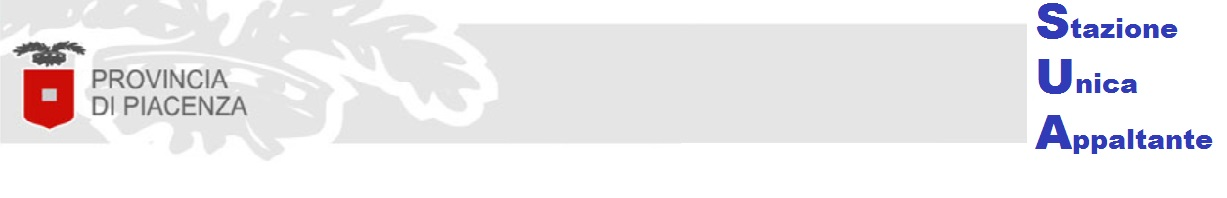 PROVINCIA
DI PIACENZA
Stazione
Unica
Appaltante